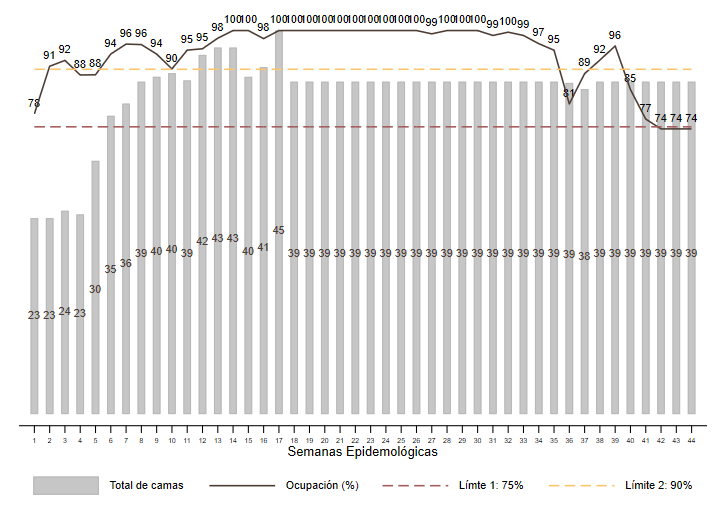 78 91 92 88 88 94 96 96 94 90 95 95 98 100 100 98 100 100 100 100 100 100 100 100 100 100 99 100 100 100 99 100 99 97 95 81 89 92 96 85 77 74 74 74
23 23 24 23 30 35 36 39 40 40 39 42 43 43 40 41 45 39 39 39 39 39 39 39 39 39 39 39 39 39 39 39 39 39 39 39 38 39 39 39 39 39 39 39
1 2 3 4 5 6 7 8 9 10 11 12 13 14 15 16 17 18 19 20 21 22 23 24 25 26 27 28 29 30 31 32 33 34 35 36 37 38 39 40 41 42 43 44
Semanas Epidemológicas
Total de camas Ocupación (%) Límte 1: 75% Límite 2: 90%